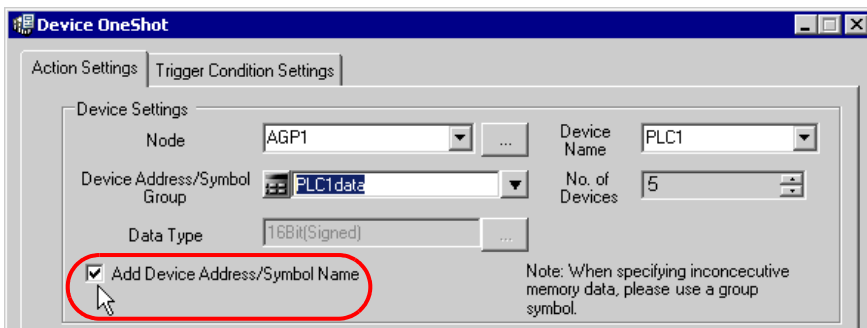 Device OneShot
Action Settings
Trigger Condition Settings
Device Settings
Node
AGP1
...
Device
Name
PLC1
Device Address/Symbol
Group
PLC1data
No. of
Devices
5
Data Type
16Bit(Signed)
...
Add Device Address/Symbol Name
Note: When specifying inconcecutive
memory data, please use a group
symbol.